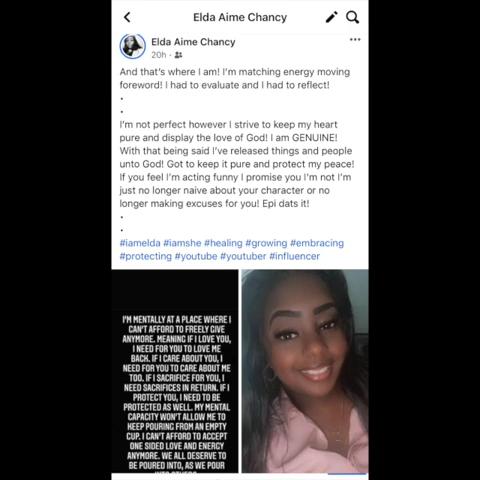 Elda Aime Chancy
Elda Aime Chancy
20h ·
And that's where I am! I'm matching energy moving
foreword! I had to evaluate and I had to reflect!
.
.
I'm not perfect however I strive to keep my heart
pure and display the love of God! I am GENUINE!
With that being said I've released things and people
unto God! Got to keep it pure and protect my peace!
If you feel I'm acting funny I promise you I'm not I'm
just no longer naive about your character or no
longer making excuses for you! Epi dats it!
.
.
#iamelda #iamshe #healing #growing #embracing
#protecting #youtube #youtuber #influencer
I'M MENTALLY AT A PLACE WHERE I
CAN'T AFFORD TO FREELY GIVE
ANYMORE. MEANING IF I LOVE YOU,
I NEED FOR YOU TO LOVE ME
BACK. IF I CARE ABOUT YOU, I
NEED FOR YOU TO CARE ABOUT ME
TOO. IF I SACRIFICE FOR YOU, I
NEED SACRIFICES IN RETURN. IF I
PROTECT YOU, I NEED TO BE
PROTECTED AS WELL. MY MENTAL
CAPACITY WON'T ALLOW ME TO
KEEP POURING FROM AN EMPTY
CUP. I CAN'T AFFORD TO ACCEPT
ONE SIDED LOVE AND ENERGY
ANYMORE. WE ALL DESERVE TO
BE POURED INTO, AS WE POUR
INTO OTHERS